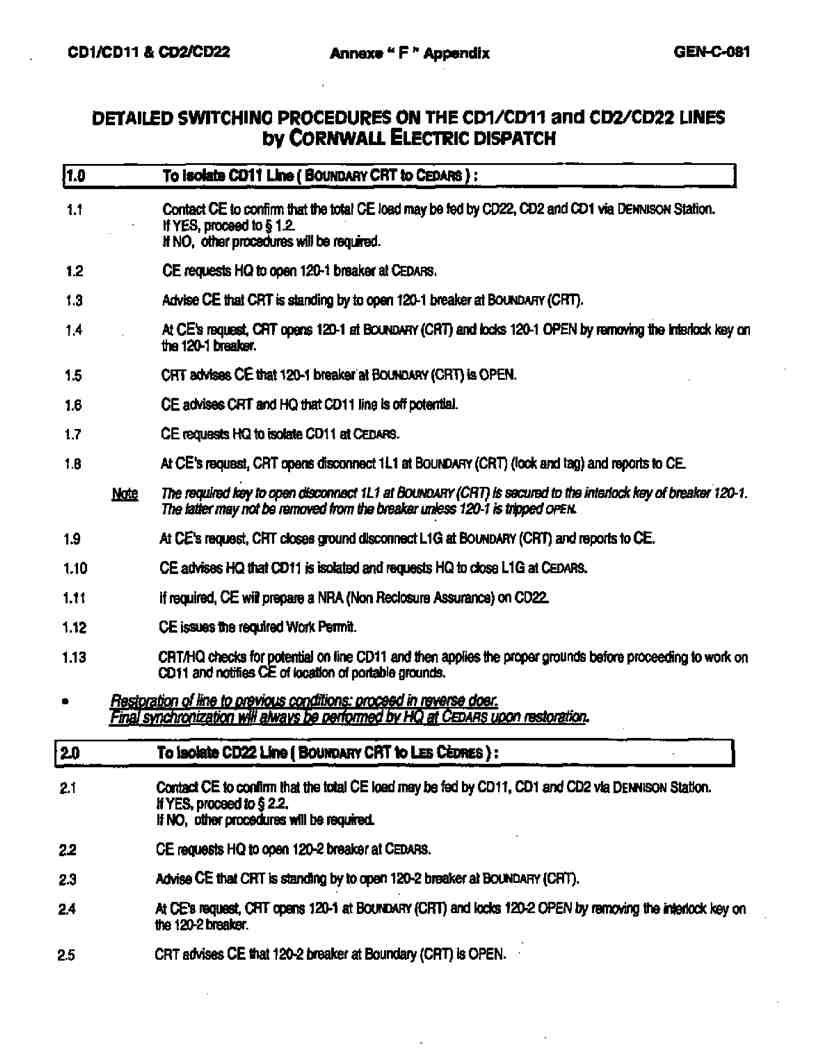 CD1/CD11 & CD2/CD22 Annexe " F " Appendix GEN-C-081
DETAILED SWITCHING PROCEDURES ON THE CD1/CD11 and CD2/CD22 LINES
by CORNWALL ELECTRIC DISPATCH
1.0 To Isolate CD11 Line ( BOUNDARY CRT to CEDARS ) :
1.1 Contact CE to confirm that the total CE load may be fed by CD22, CD2 and CD1 via DENNISON Station.
If YES, proceed to § 1.2.
If NO, other procedures will be required.
1.2 CE requests HQ to open 120-1 breaker at CEDARS.
1.3 Advise CE that CRT is standing by to open 120-1 breaker at BOUNDARY (CRT).
1.4 At CE's request, CRT opens 120-1 at BOUNDARY (CRT) and locks 120-1 OPEN by removing the interlock key on
the 120-1 breaker.
1.5 CRT advises CE that 120-1 breaker at BOUNDARY (CRT) is OPEN.
1.6 CE advises CRT and HQ that CD11 line is off potential.
1.7 CE requests HQ to isolate CD11 at CEDARS.
1.8 At CE's request, CRT opens disconnect 1L1 at BOUNDARY (CRT) (lock and tag) and reports to CE.
Note The required key to open disconnect 1L1 at BOUNDARY (CRT) is secured to the interlock key of breaker 120-1.
The latter may not be removed from the breaker unless 120-1 is tripped OPEN.
1.9 At CE's request, CRT closes ground disconnect L1G at BOUNDARY (CRT) and reports to CE.
1.10 CE advises HQ that CD11 is isolated and requests HQ to close L1G at CEDARS.
1.11 If required, CE will prepare a NRA (Non Reclosure Assurance) on CD22.
1.12 CE issues the required Work Permit.
1.13 CRT/HQ checks for potential on line CD11 and then applies the proper grounds before proceeding to work on
CD11 and notifies CE of location of portable grounds.
• Restoration of line to previous conditions: proceed in reverse doer.
Final synchronization will always be performed by HQ at CEDARS upon restoration.
2.0 To Isolate CD22 Line ( BOUNDARY CRT to LES CÈDRES ) :
2.1 Contact CE to confirm that the total CE load may be fed by CD11, CD1 and CD2 via DENNISON Station.
If YES, proceed to § 2.2.
If NO, other procedures will be required.
2.2 CE requests HQ to open 120-2 breaker at CEDARS.
2.3 Advise CE that CRT is standing by to open 120-2 breaker at BOUNDARY (CRT).
2.4 At CE's request, CRT opens 120-1 at BOUNDARY (CRT) and locks 120-2 OPEN by removing the interlock key on
the 120-2 breaker.
2.5 CRT advises CE that 120-2 breaker at Boundary (CRT) is OPEN.